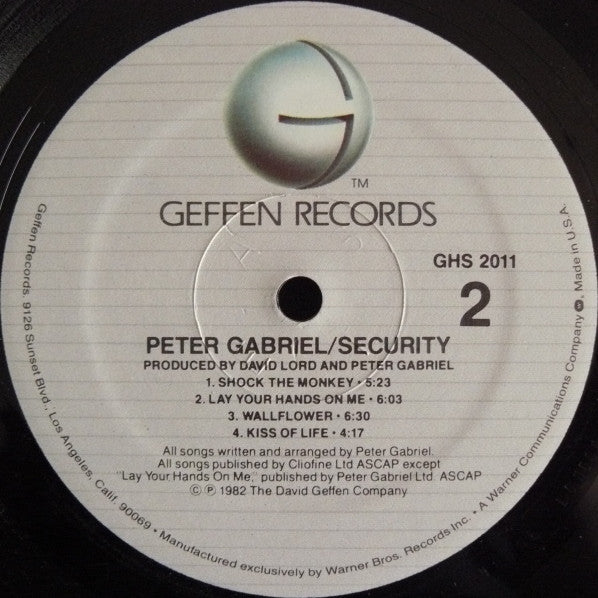 TM
GEFFEN RECORDS
GHS 2011
2
PETER GABRIEL/SECURITY
PRODUCED BY DAVID LORD AND PETER GABRIEL
1. SHOCK THE MONKEY • 5:23
2. LAY YOUR HANDS ON ME • 6:03
3. WALLFLOWER • 6:30
4. KISS OF LIFE • 4:17
All songs written and arranged by Peter Gabriel.
All songs published by Cliofine Ltd ASCAP except
"Lay Your Hands On Me," published by Peter Gabriel Ltd. ASCAP
© ℗ 1982 The David Geffen Company
Geffen Records, 9126 Sunset Blvd., Los Angeles, Calif. 90069 • Manufactured exclusively by Warner Bros. Records Inc. • A Warner Communications Company, Made in U.S.A.